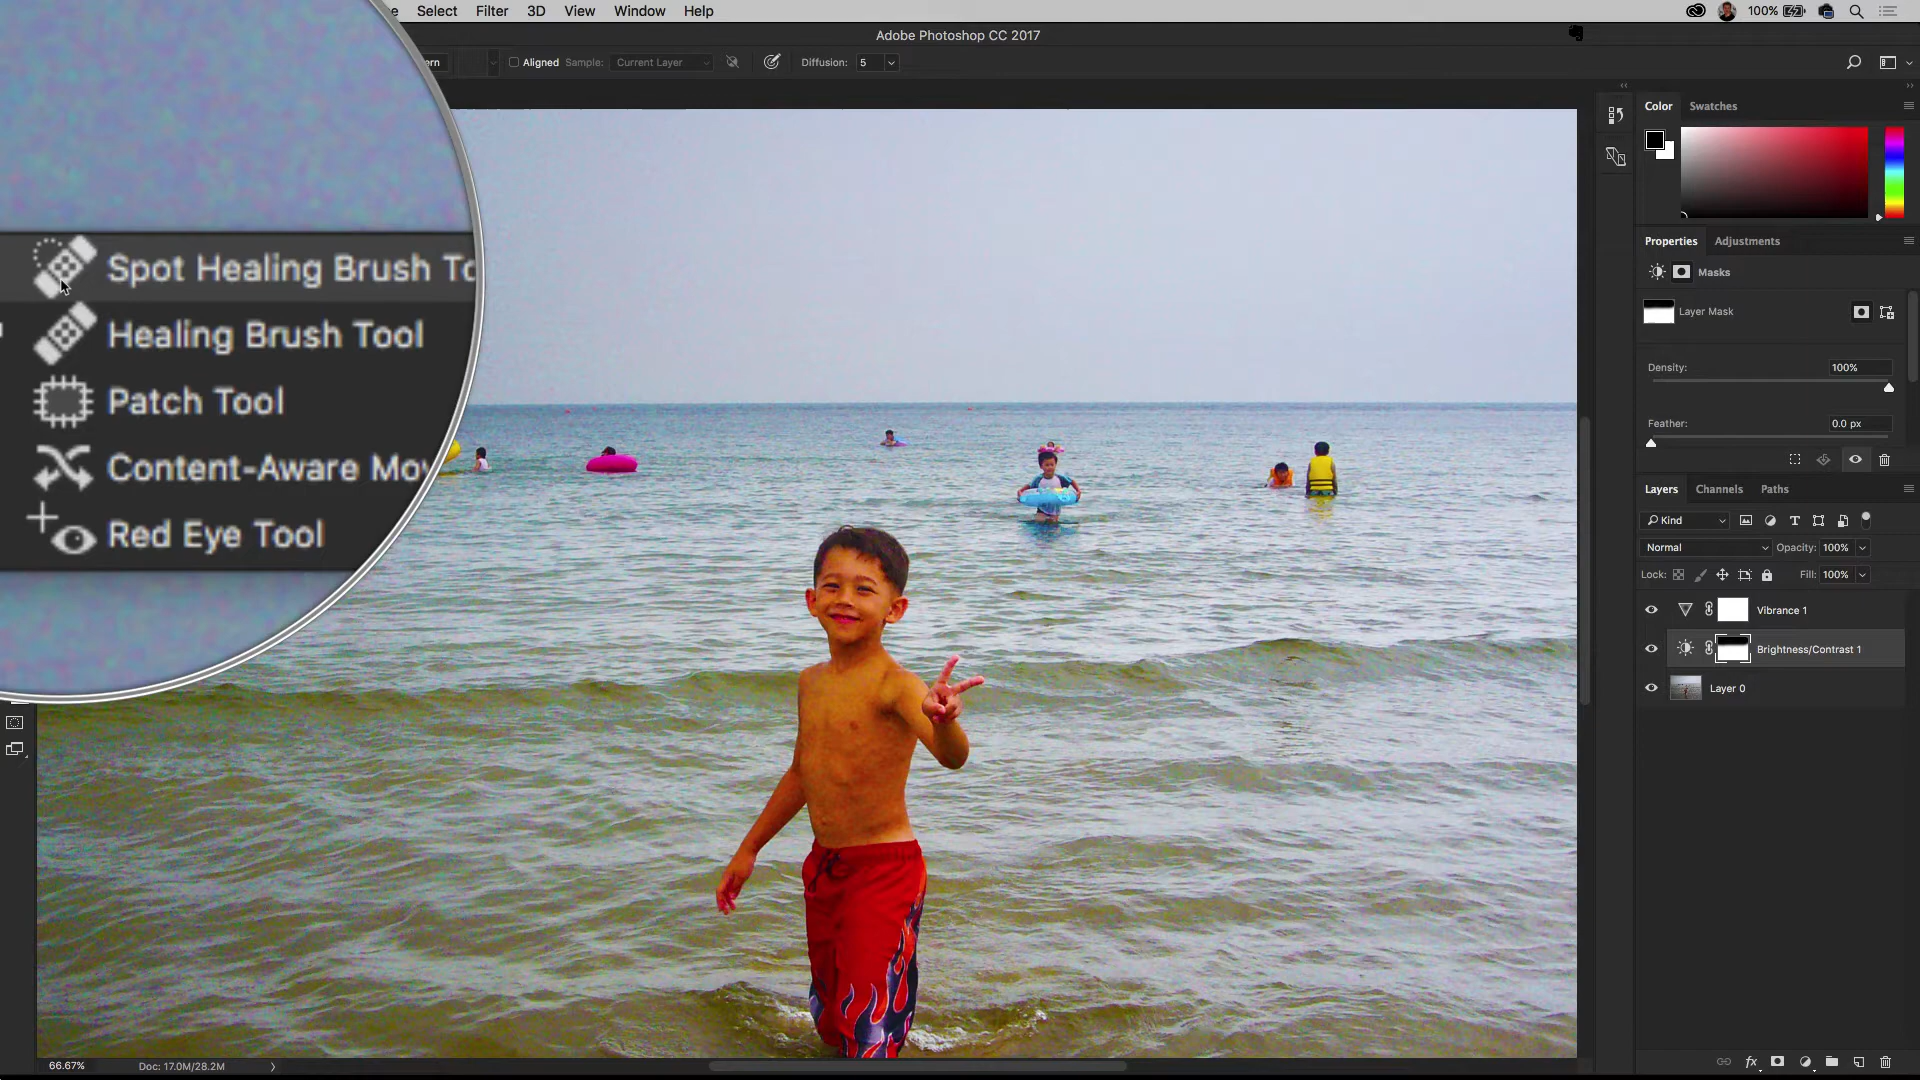 Select Filter 3D View Window Help 100%
Adobe Photoshop CC 2017
Aligned Sample: Current Layer Diffusion: 5
Color Swatches
Spot Healing Brush
Healing Brush Tool
Patch Tool
Content-Aware
Red Eye Tool
Properties Adjustments
Masks
Layer Mask
Density: 100%
Feather: 0.0 px
Layers Channels Paths
Kind
Normal Opacity: 100%
Lock: Fill: 100%
Vibrance 1
Brightness/Contrast 1
Layer 0
66.67% Doc: 17.0M/28.2M
fx